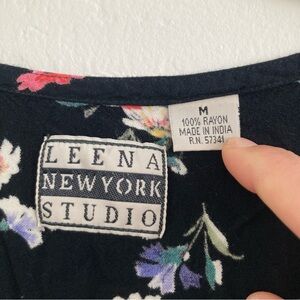 M
100% RAYON
MADE IN INDIA
R.N. 57341
LEENA
NEW YORK
STUDIO